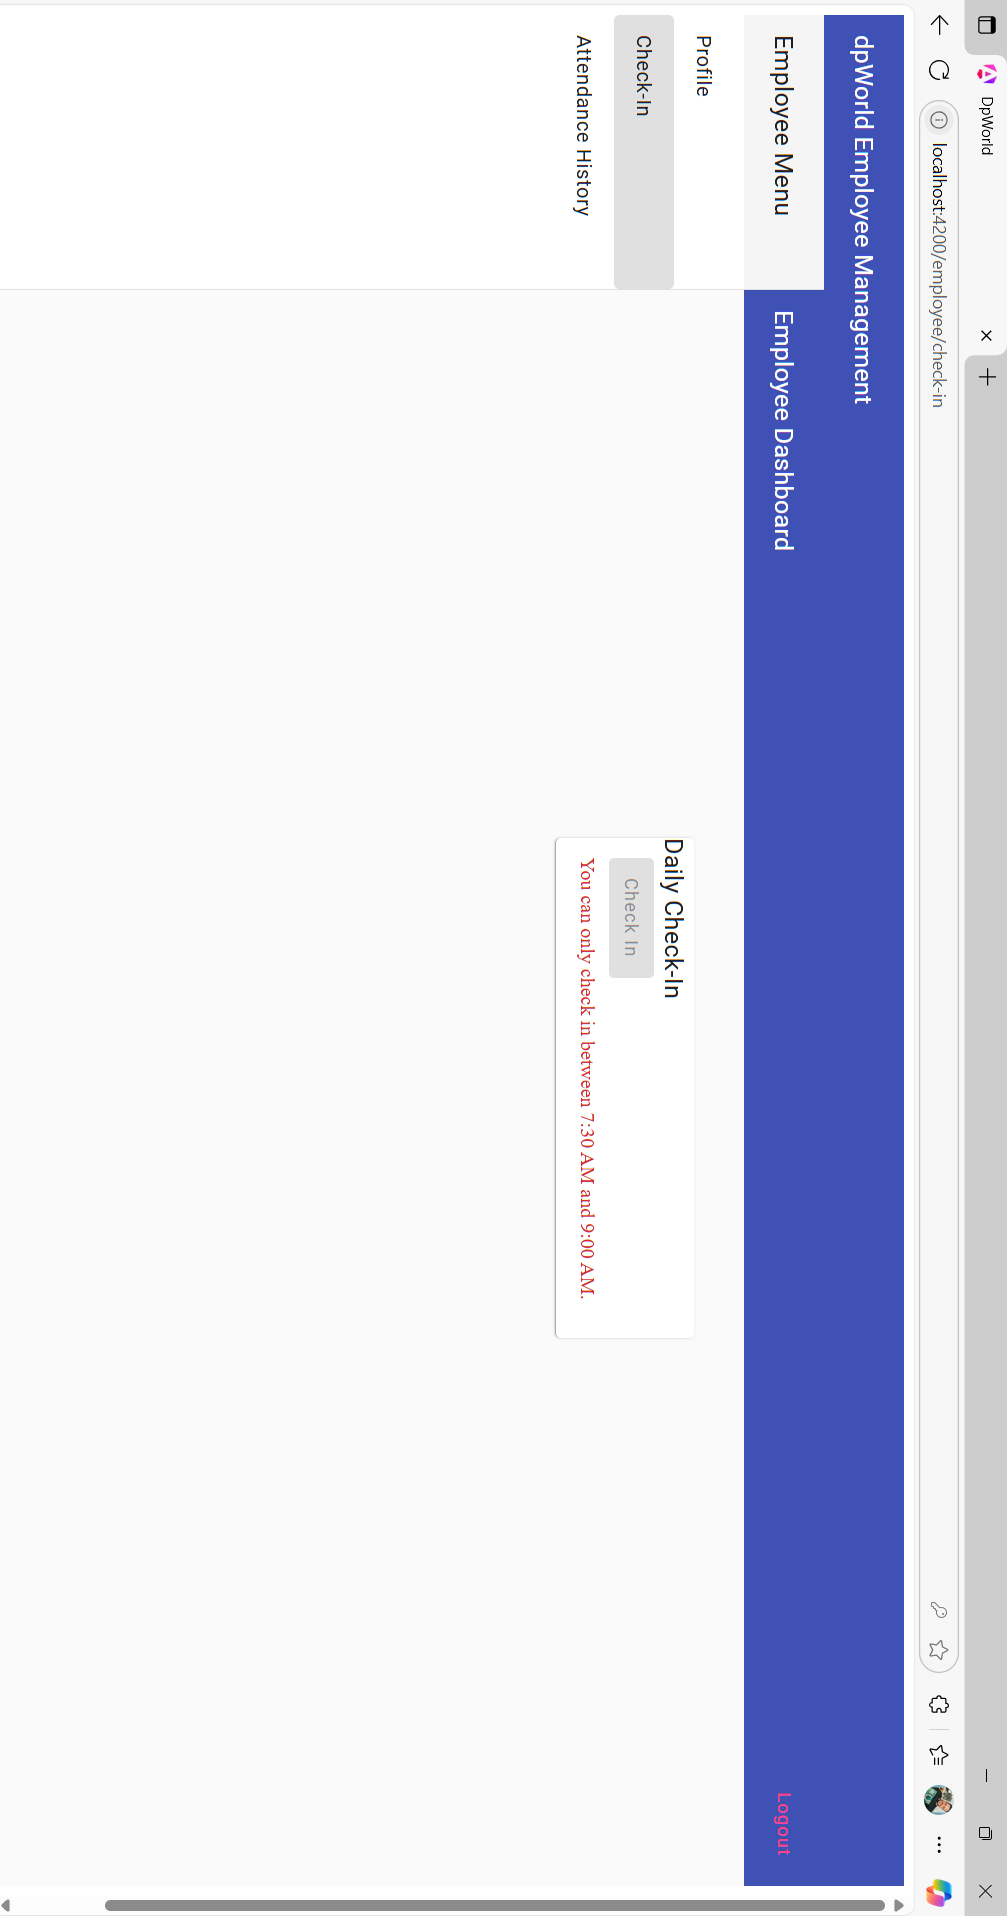 DpWorld
localhost:4200/employee/check-in
dpWorld Employee Management
Employee Menu
Employee Dashboard
Logout
Profile
Check-In
Attendance History
Daily Check-In
Check In
You can only check in between 7:30 AM and 9:00 AM.